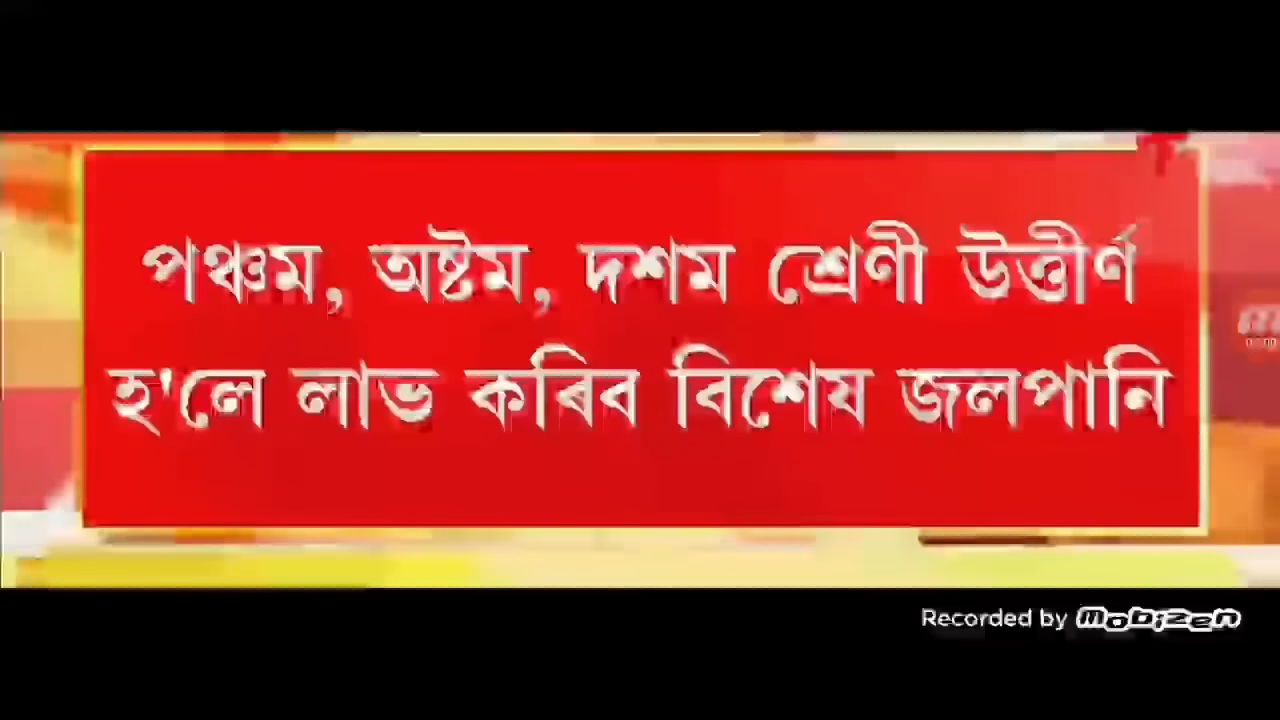 পঞ্চম, অষ্টম, দশম শ্ৰেণী উত্তীৰ্ণ
হ'লে লাভ কৰিব বিশেষ জলপানি
Recorded by Mobizen